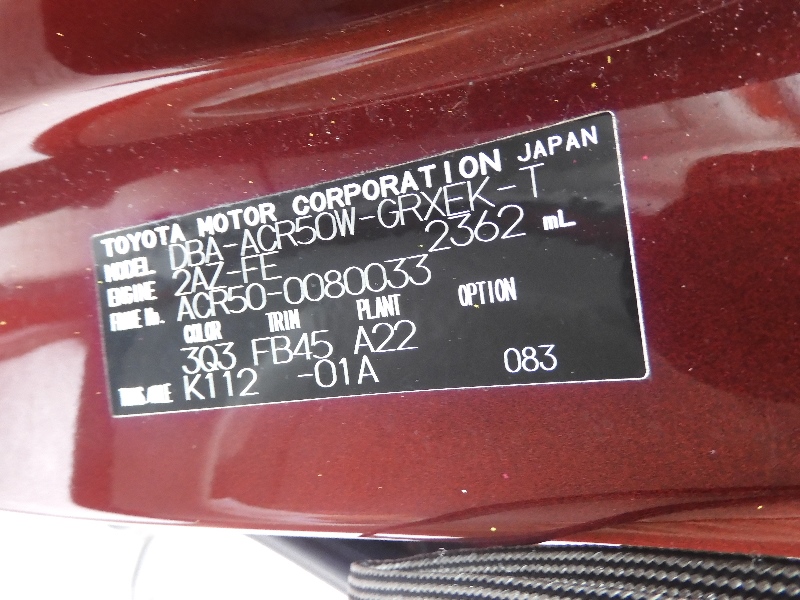 TOYOTA MOTOR CORPORATION JAPAN
MODEL DBA-ACR50W-GRXEK-T
ENGINE 2AZ-FE 2362 mL
FRAME No. ACR50-0080033
COLOR TRIM PLANT OPTION
3Q3 FB45 A22
TRANS./AXLE K112 -01A 083